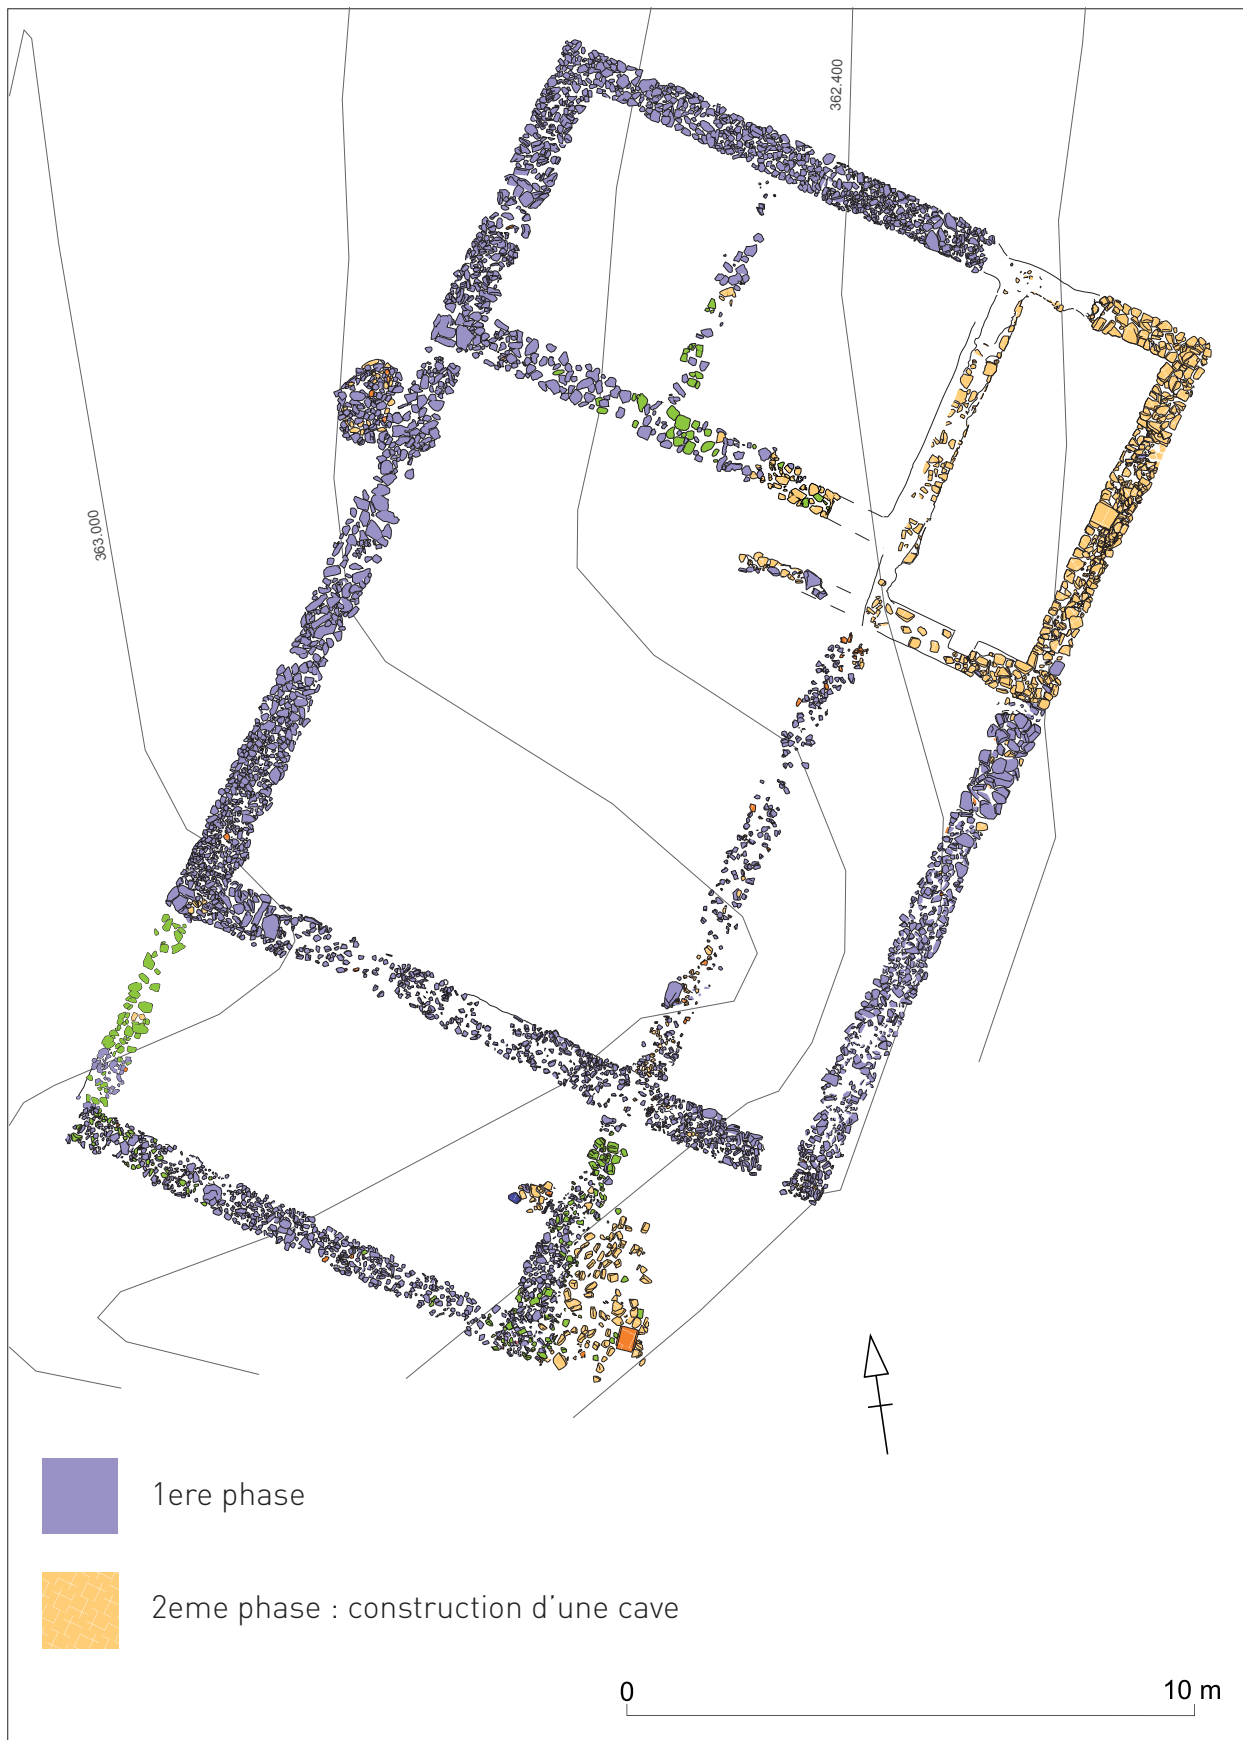 362.400
363.000
1ere phase
2eme phase : construction d’une cave
0 10 m